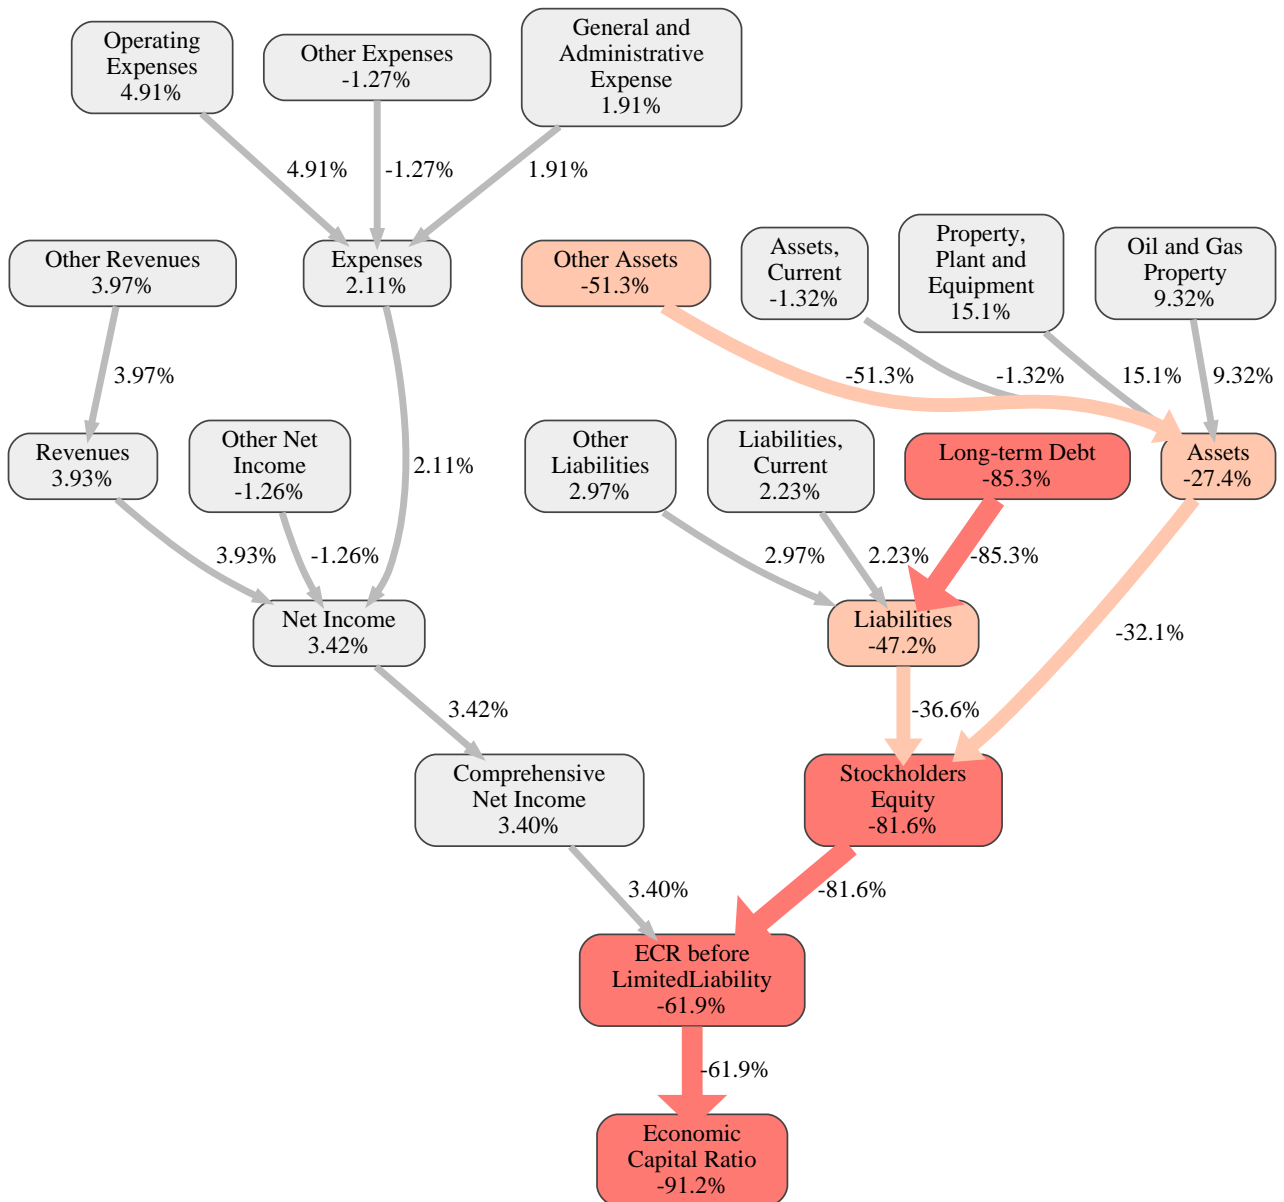 Operating
Expenses
4.91%
Other Expenses
-1.27%
General and
Administrative
Expense
1.91%
4.91%
-1.27%
1.91%
Other Revenues
3.97%
Expenses
2.11%
Other Assets
-51.3%
Assets,
Current
-1.32%
Property,
Plant and
Equipment
15.1%
Oil and Gas
Property
9.32%
3.97%
-51.3%
-1.32%
15.1%
9.32%
Revenues
3.93%
Other Net
Income
-1.26%
2.11%
Other
Liabilities
2.97%
Liabilities,
Current
2.23%
Long-term Debt
-85.3%
Assets
-27.4%
3.93%
-1.26%
2.97%
2.23%
-85.3%
Net Income
3.42%
Liabilities
-47.2%
-32.1%
3.42%
-36.6%
Comprehensive
Net Income
3.40%
Stockholders
Equity
-81.6%
3.40%
-81.6%
ECR before
LimitedLiability
-61.9%
-61.9%
Economic
Capital Ratio
-91.2%